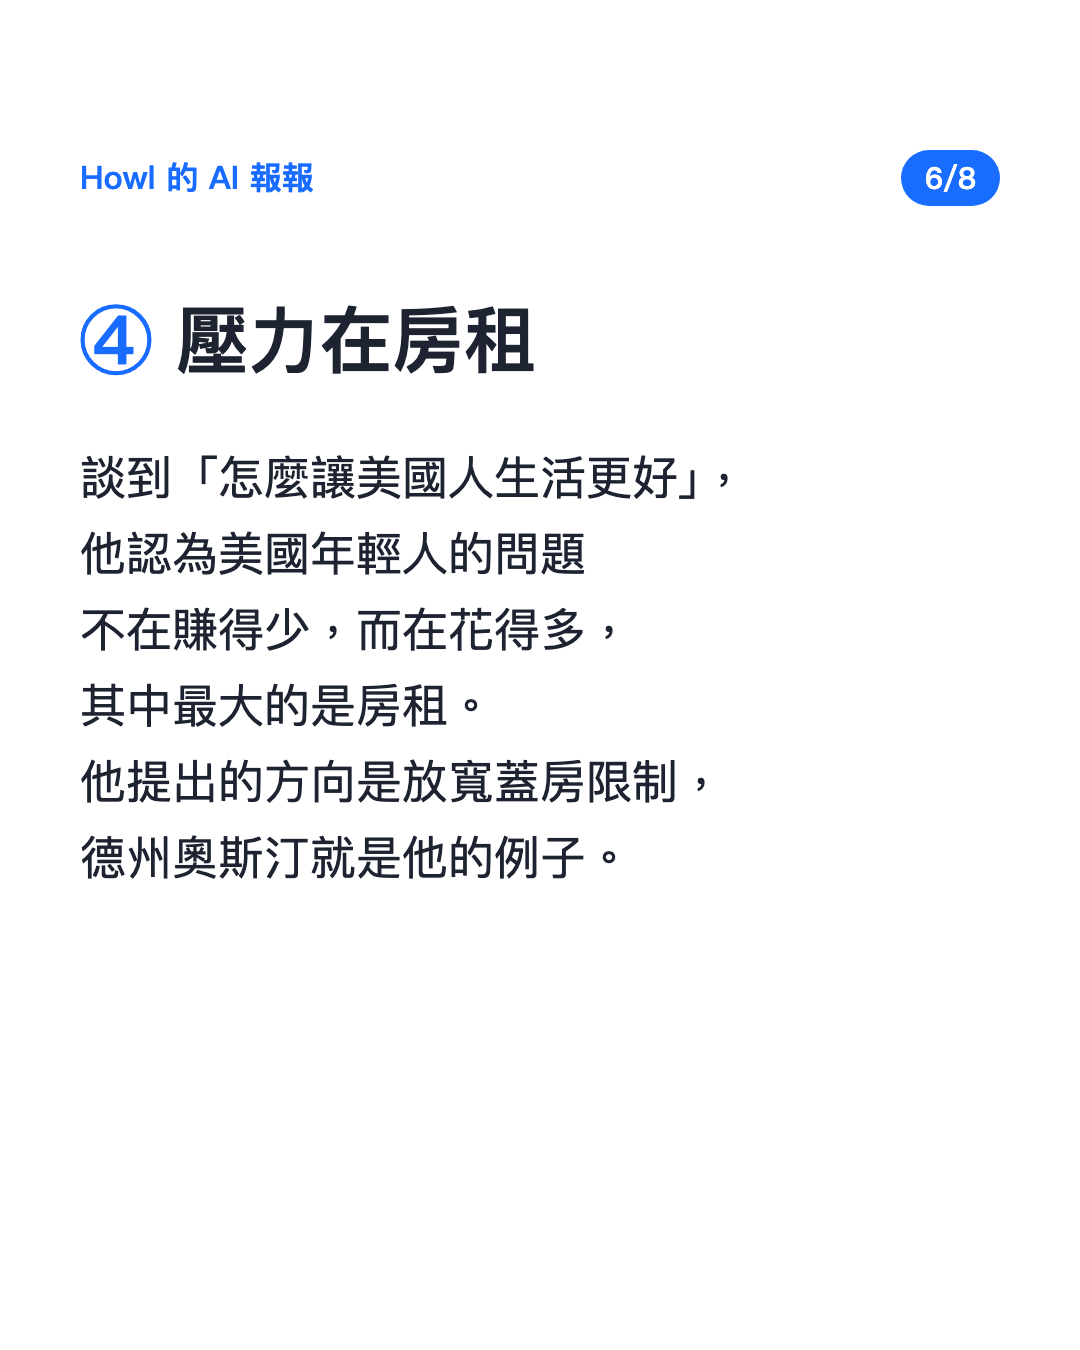 Howl 的 AI 報報
6/8
④ 壓力在房租
談到「怎麼讓美國人生活更好」，
他認為美國年輕人的問題
不在賺得少，而在花得多，
其中最大的是房租。
他提出的方向是放寬蓋房限制，
德州奧斯汀就是他的例子。